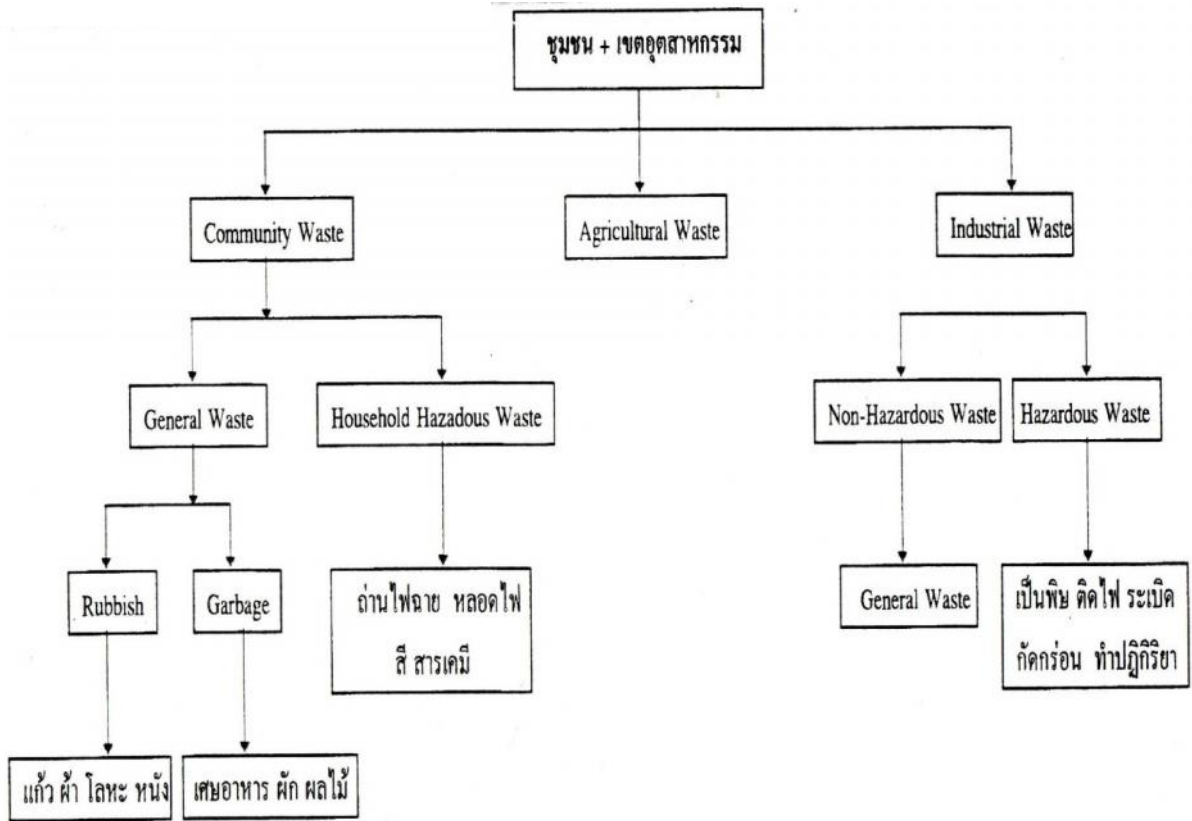 ชุมชน + เขตอุตสาหกรรม
Community Waste
Agricultural Waste
Industrial Waste
General Waste
Household Hazadous Waste
Non-Hazardous Waste
Hazardous Waste
Rubbish
Garbage
ถ่านไฟฉาย หลอดไฟ
สี สารเคมี
General Waste
เป็นพิษ ติดไฟ ระเบิด
กัดกร่อน ทำปฏิกิริยา
แก้ว ผ้า โลหะ หนัง
เศษอาหาร ผัก ผลไม้